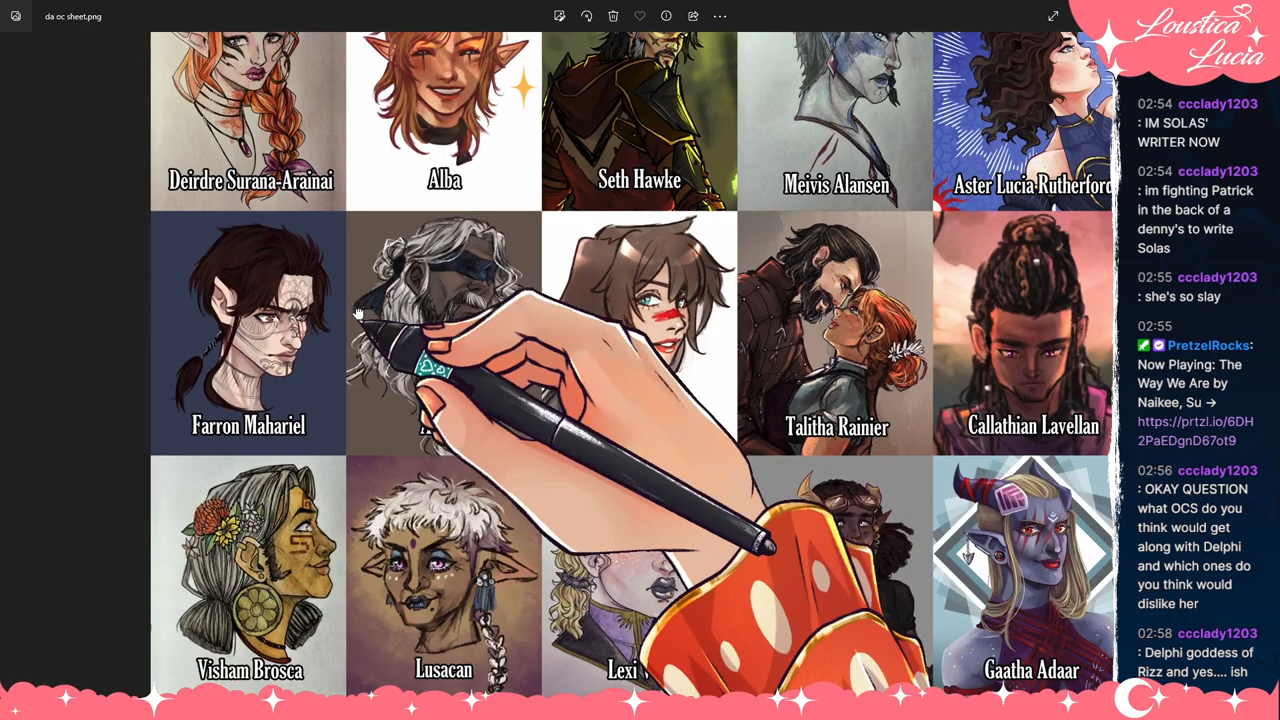 da oc sheet.png
Loustica
Lucia
Deirdre Surana-Arainai
Alba
Seth Hawke
Meivis Alansen
Aster Lucia Rutherford
Farron Mahariel
Talitha Rainier
Callathian Lavellan
Visham Brosca
Lusacan
Lexi
Gaatha Adaar
02:54 ccclady1203
: IM SOLAS'
WRITER NOW
02:54 ccclady1203
: im fighting Patrick
in the back of a
denny's to write
Solas
02:55 ccclady1203
: she's so slay
02:55
PretzelRocks:
Now Playing: The
Way We Are by
Naikee, Su →
https://prtzl.io/6DH
2PaEDgnD67ot9
02:56 ccclady1203
: OKAY QUESTION
what OCS do you
think would get
along with Delphi
and which ones do
you think would
dislike her
02:58 ccclady1203
: Delphi goddess of
Rizz and yes.... ish